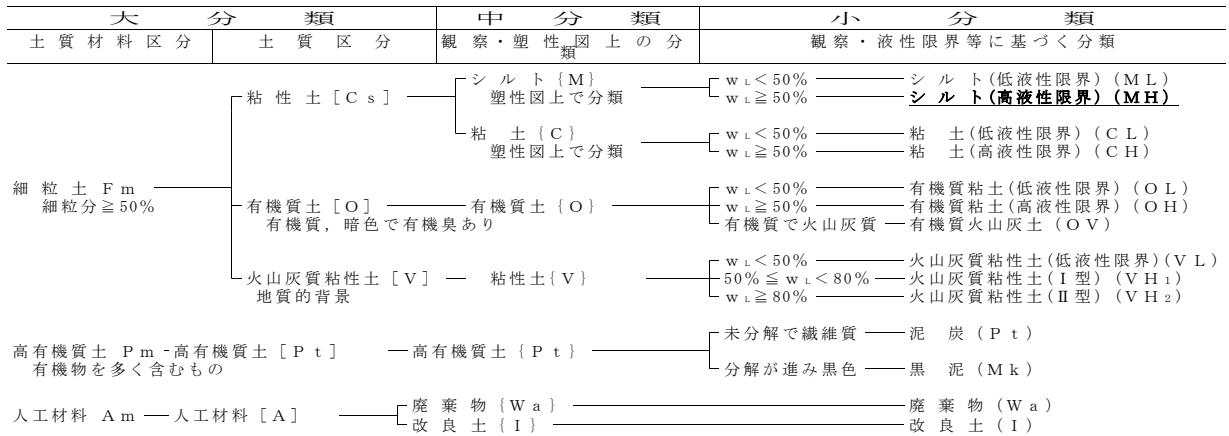 大分類 中分類 小分類
土質材料区分 土質区分 観察・塑性図上の分類 観察・液性限界等に基づく分類
シルト{M} wL<50% シルト(低液性限界)(ML)
粘性土[Cs] 塑性図上で分類 wL≧50% シルト(高液性限界)(MH)
粘土{C} wL<50% 粘土(低液性限界)(CL)
塑性図上で分類 wL≧50% 粘土(高液性限界)(CH)
細粒土 Fm wL<50% 有機質粘土(低液性限界)(OL)
細粒分≧50% 有機質土[O] 有機質土{O} wL≧50% 有機質粘土(高液性限界)(OH)
有機質，暗色で有機臭あり 有機質で火山灰質 有機質火山灰土(OV)
wL<50% 火山灰質粘性土(低液性限界)(VL)
火山灰質粘性土[V] 粘性土{V} 50%≦wL<80% 火山灰質粘性土(Ⅰ型)(VH₁)
地質的背景 wL≧80% 火山灰質粘性土(Ⅱ型)(VH₂)
未分解で繊維質 泥炭(Pt)
高有機質土 Pm 高有機質土[Pt] 高有機質土{Pt}
有機物を多く含むもの 分解が進み黒色 黒泥(Mk)
廃棄物{Wa} 廃棄物(Wa)
人工材料 Am 人工材料[A]
改良土{I} 改良土(I)